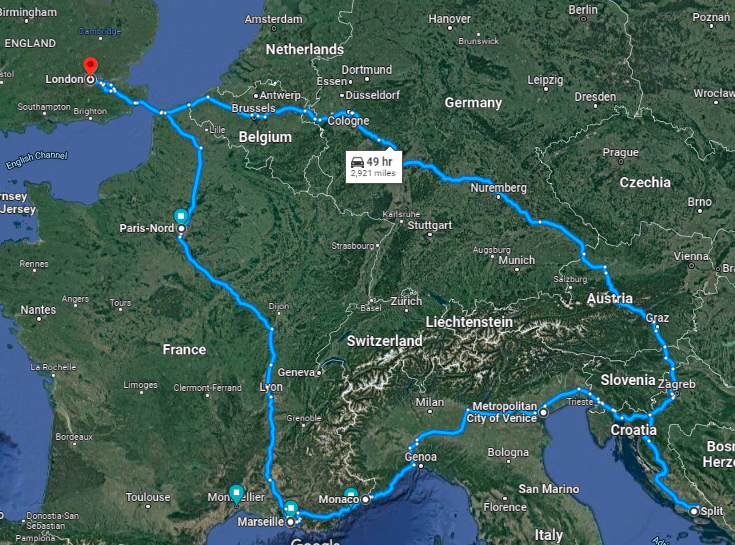 Birmingham
Amsterdam
Hanover
Berlin
Poznań
Cambridge
ENGLAND
Netherlands
Brunswick
Dortmund
Essen
Leipzig
London
Antwerp
Düsseldorf
Dresden
Wrocław
Southampton
Brighton
Brussels
Cologne
Germany
Lille
Belgium
English Channel
49 hr
2,921 miles
Prague
Czechia
Nuremberg
Jersey
Brno
Paris-Nord
Karlsruhe
Stuttgart
Strasbourg
Augsburg
Munich
Vienna
Rennes
Salzburg
Nantes
Angers
Tours
Dijon
Basel
Zürich
Austria
Liechtenstein
Graz
France
Switzerland
La Rochelle
Geneva
Limoges
Clermont-Ferrand
Lyon
Slovenia
Zagreb
Milan
Metropolitan
City of Venice
Trieste
Grenoble
Croatia
Bordeaux
Genoa
Bologna
San Marino
Toulouse
Montpellier
Monaco
Florence
Split
Donostia-San
Sebastian
Marseille
Pamplona
Google
Italy